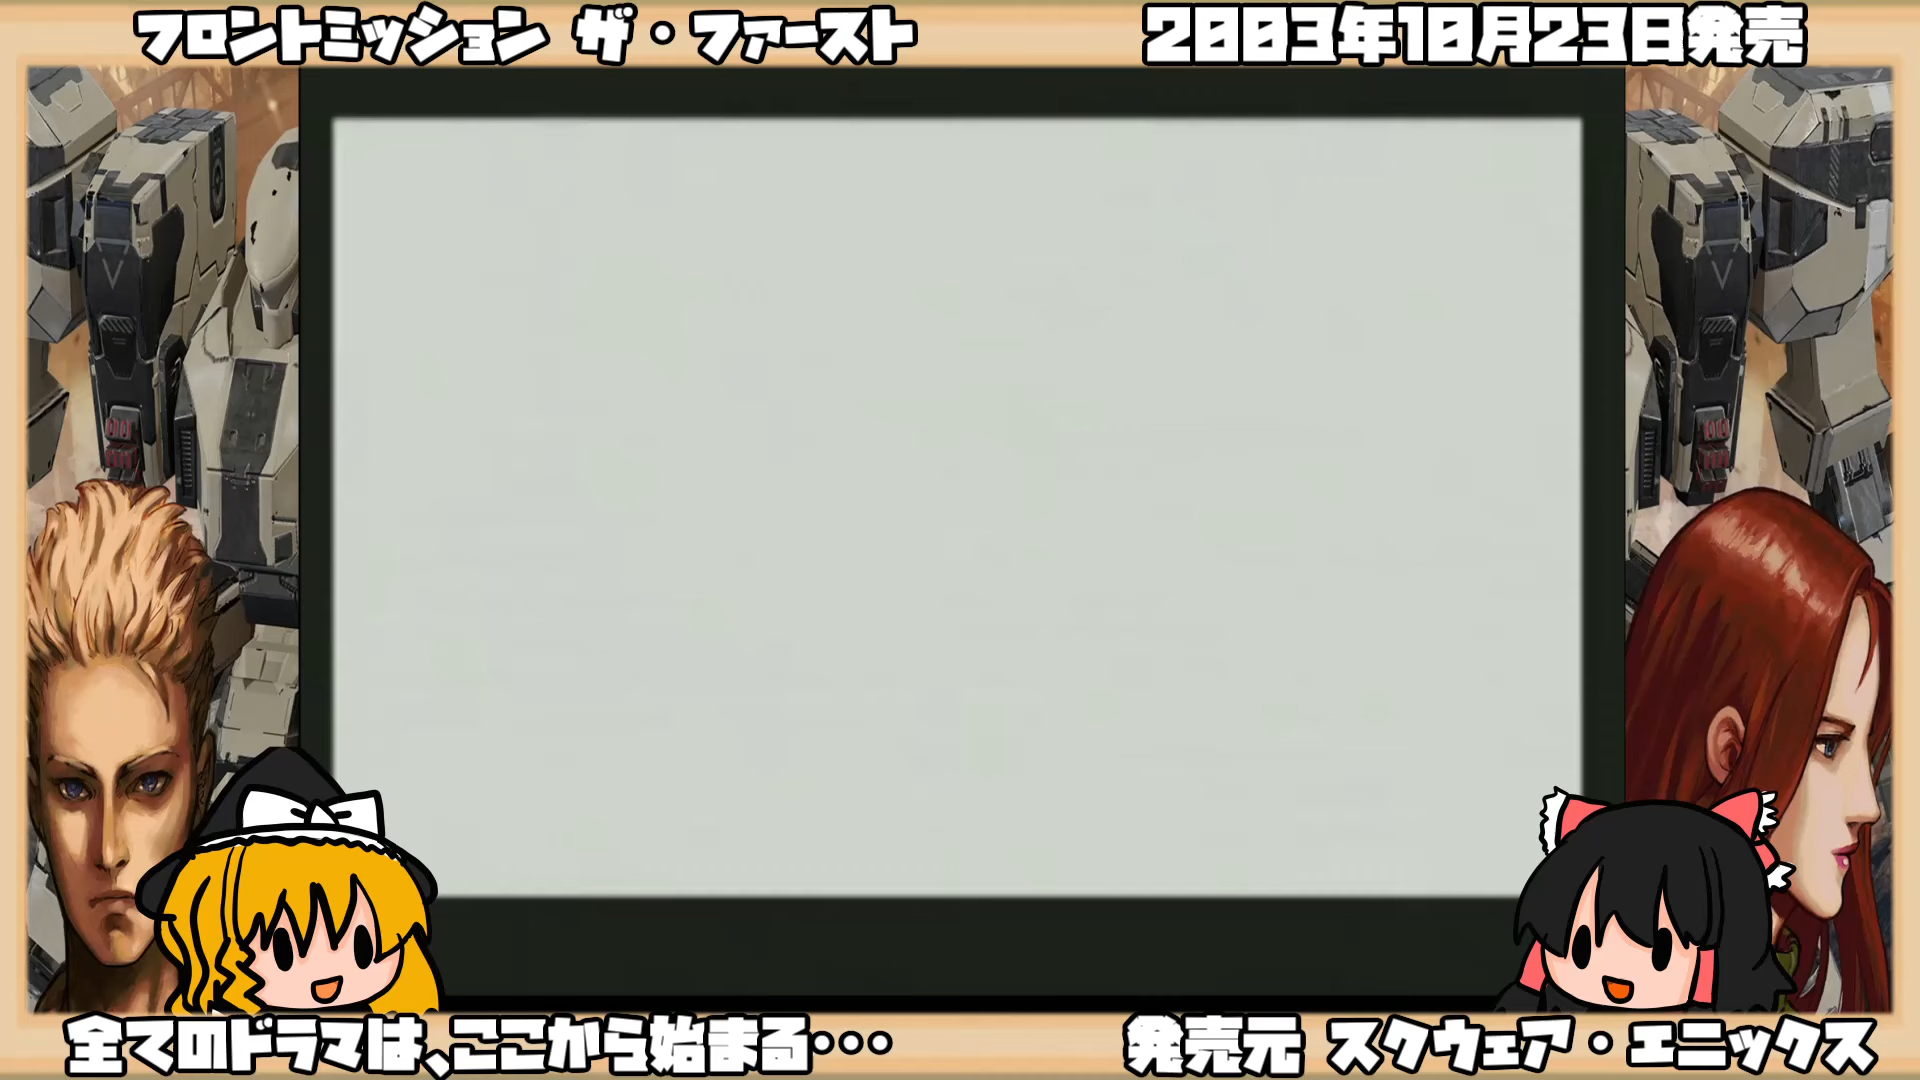 フロントミッション ザ・ファースト
2003年10月23日発売
全てのドラマは、ここから始まる・・・
発売元 スクウェア・エニックス